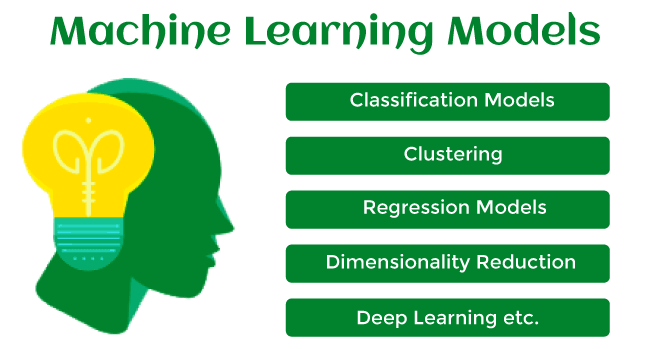 Machine Learning Models
Classification Models
Clustering
Regression Models
Dimensionality Reduction
Deep Learning etc.